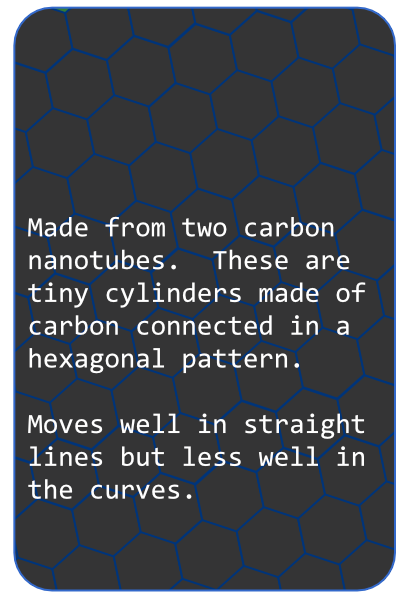 Made from two carbon
nanotubes.  These are
tiny cylinders made of
carbon connected in a
hexagonal pattern.

Moves well in straight
lines but less well in
the curves.